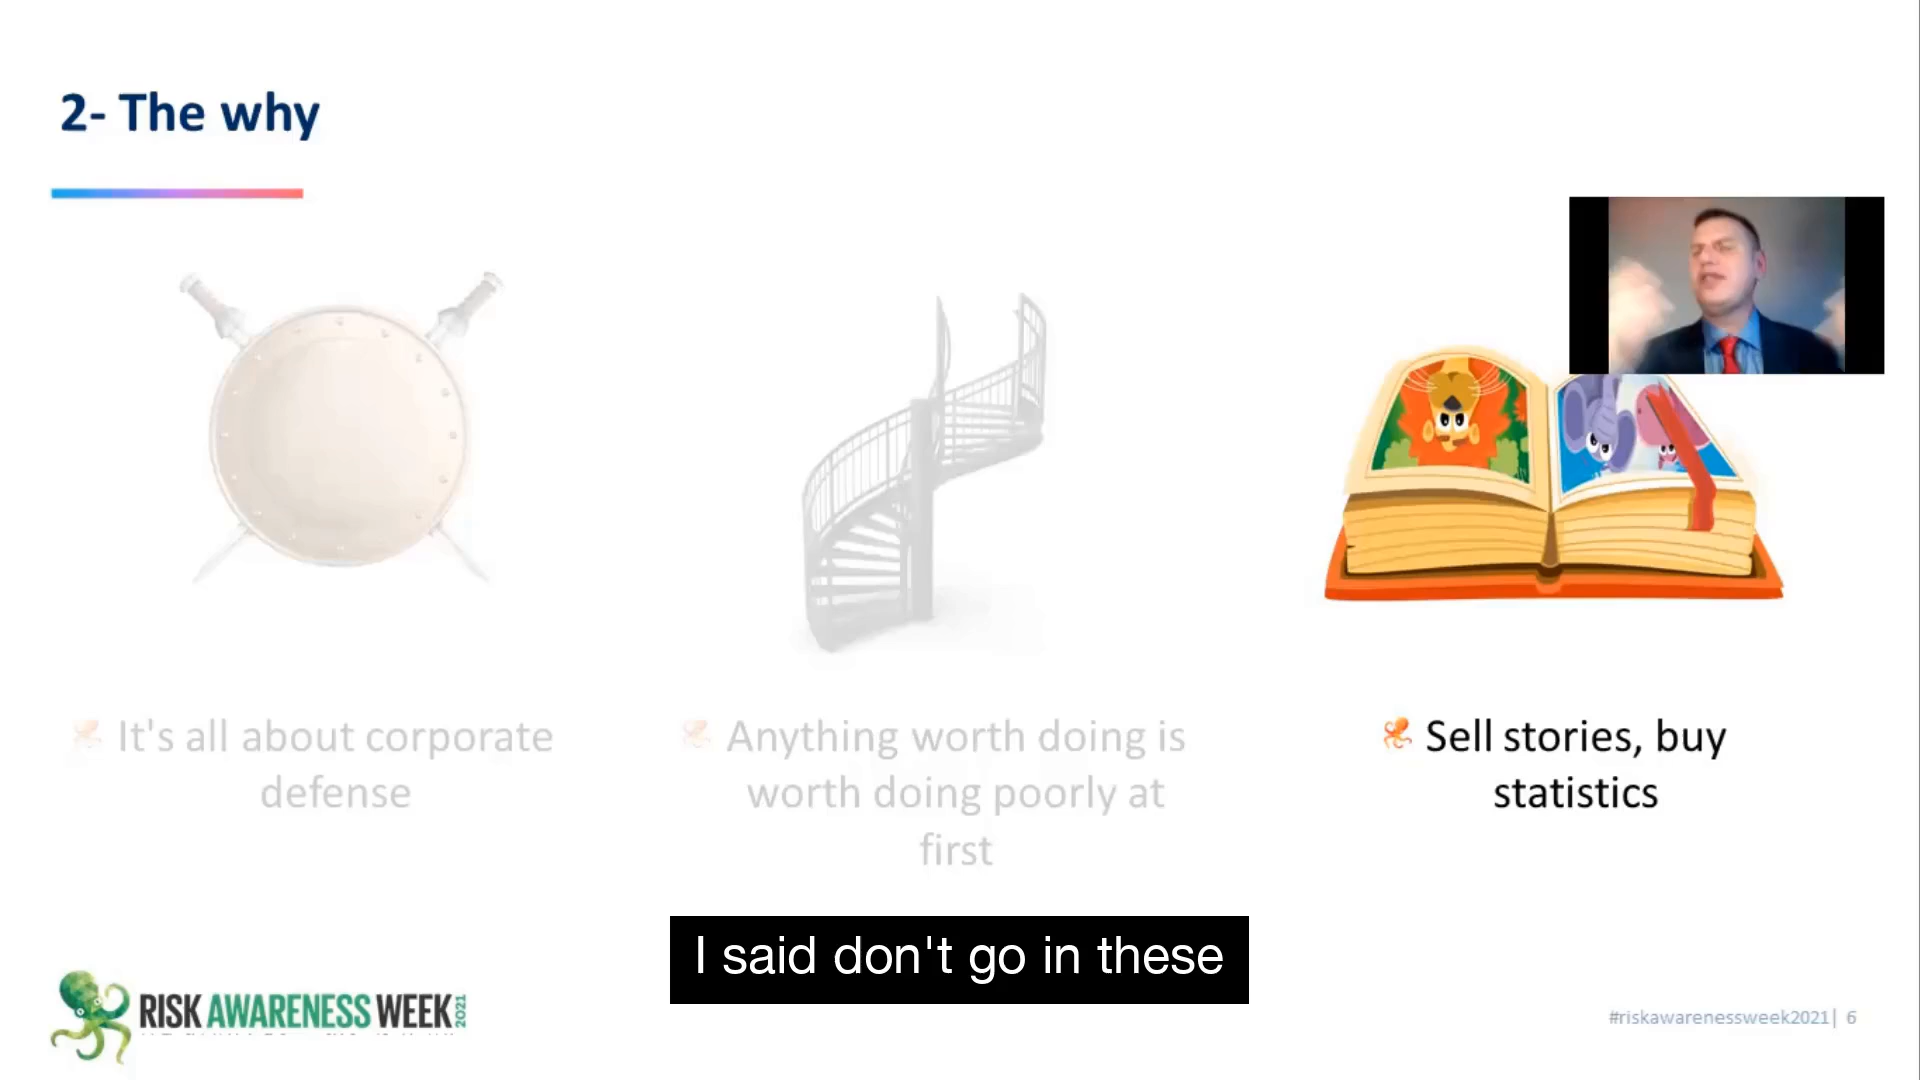 2- The why
It's all about corporate
defense
Anything worth doing is
worth doing poorly at
first
Sell stories, buy
statistics
I said don't go in these
RISK AWARENESS WEEK 2021
#riskawarenessweek2021| 6